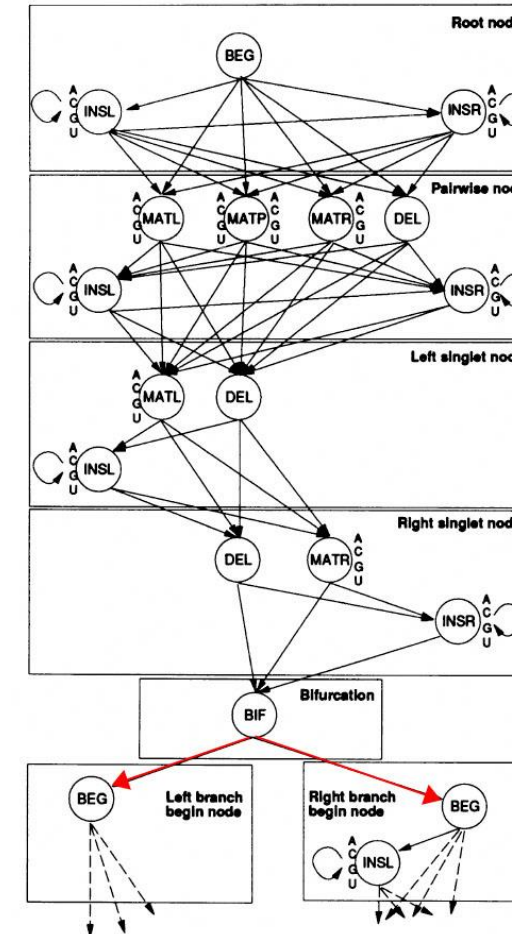 Root nod
BEG
A
C
G
U
INSL
INSR
A
C
G
U
Pairwise nod
A
C
G
U
MATL
A
C
G
U
MATP
A
C
G
U
MATR
A
C
G
U
DEL
A
C
G
U
INSL
INSR
A
C
G
U
Left singlet nod
A
C
G
U
MATL
DEL
A
C
G
U
INSL
Right singlet nod
DEL
MATR
A
C
G
U
INSR
A
C
G
U
Bifurcation
BIF
BEG
Left branch
begin node
Right branch
begin node
BEG
A
C
G
U
INSL